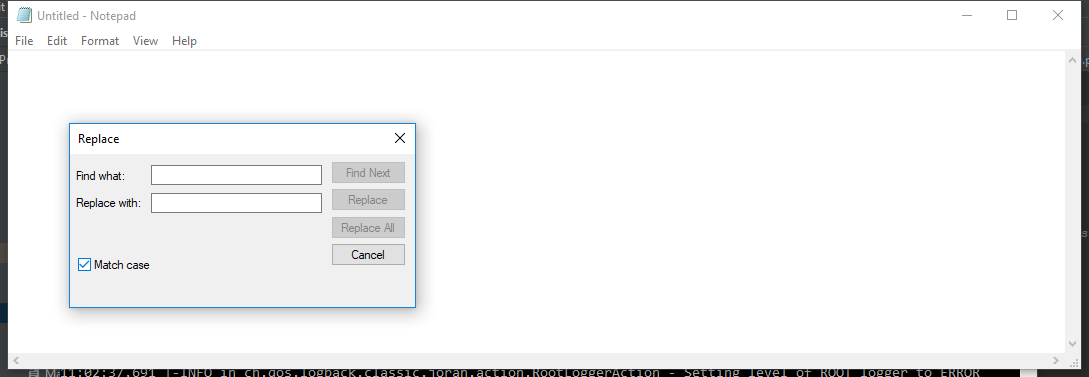 Untitled - Notepad
File Edit Format View Help
Replace
Find what:
Find Next
Replace with:
Replace
Replace All
Cancel
Match case
11:02:37,691 |-INFO in ch.qos.logback.classic.joran.action.RootLoggerAction - Setting level of ROOT logger to ERROR